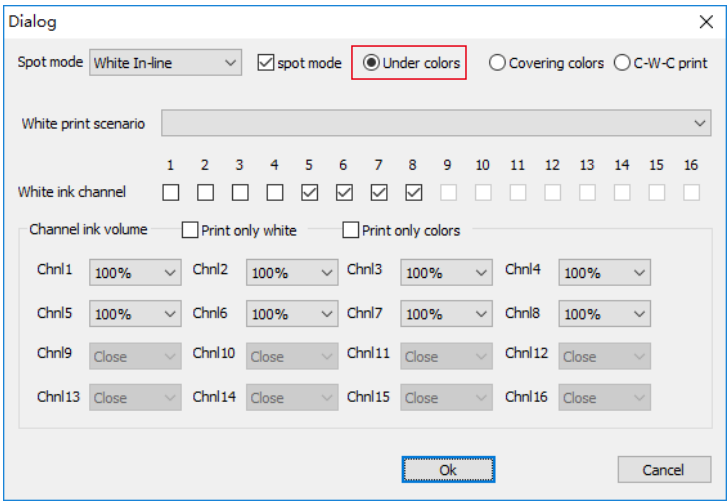 Dialog
Spot mode White In-line spot mode Under colors Covering colors C-W-C print
White print scenario
1 2 3 4 5 6 7 8 9 10 11 12 13 14 15 16
White ink channel
Channel ink volume Print only white Print only colors
Chnl1 100% Chnl2 100% Chnl3 100% Chnl4 100%
Chnl5 100% Chnl6 100% Chnl7 100% Chnl8 100%
Chnl9 Close Chnl10 Close Chnl11 Close Chnl12 Close
Chnl13 Close Chnl14 Close Chnl15 Close Chnl16 Close
Ok Cancel